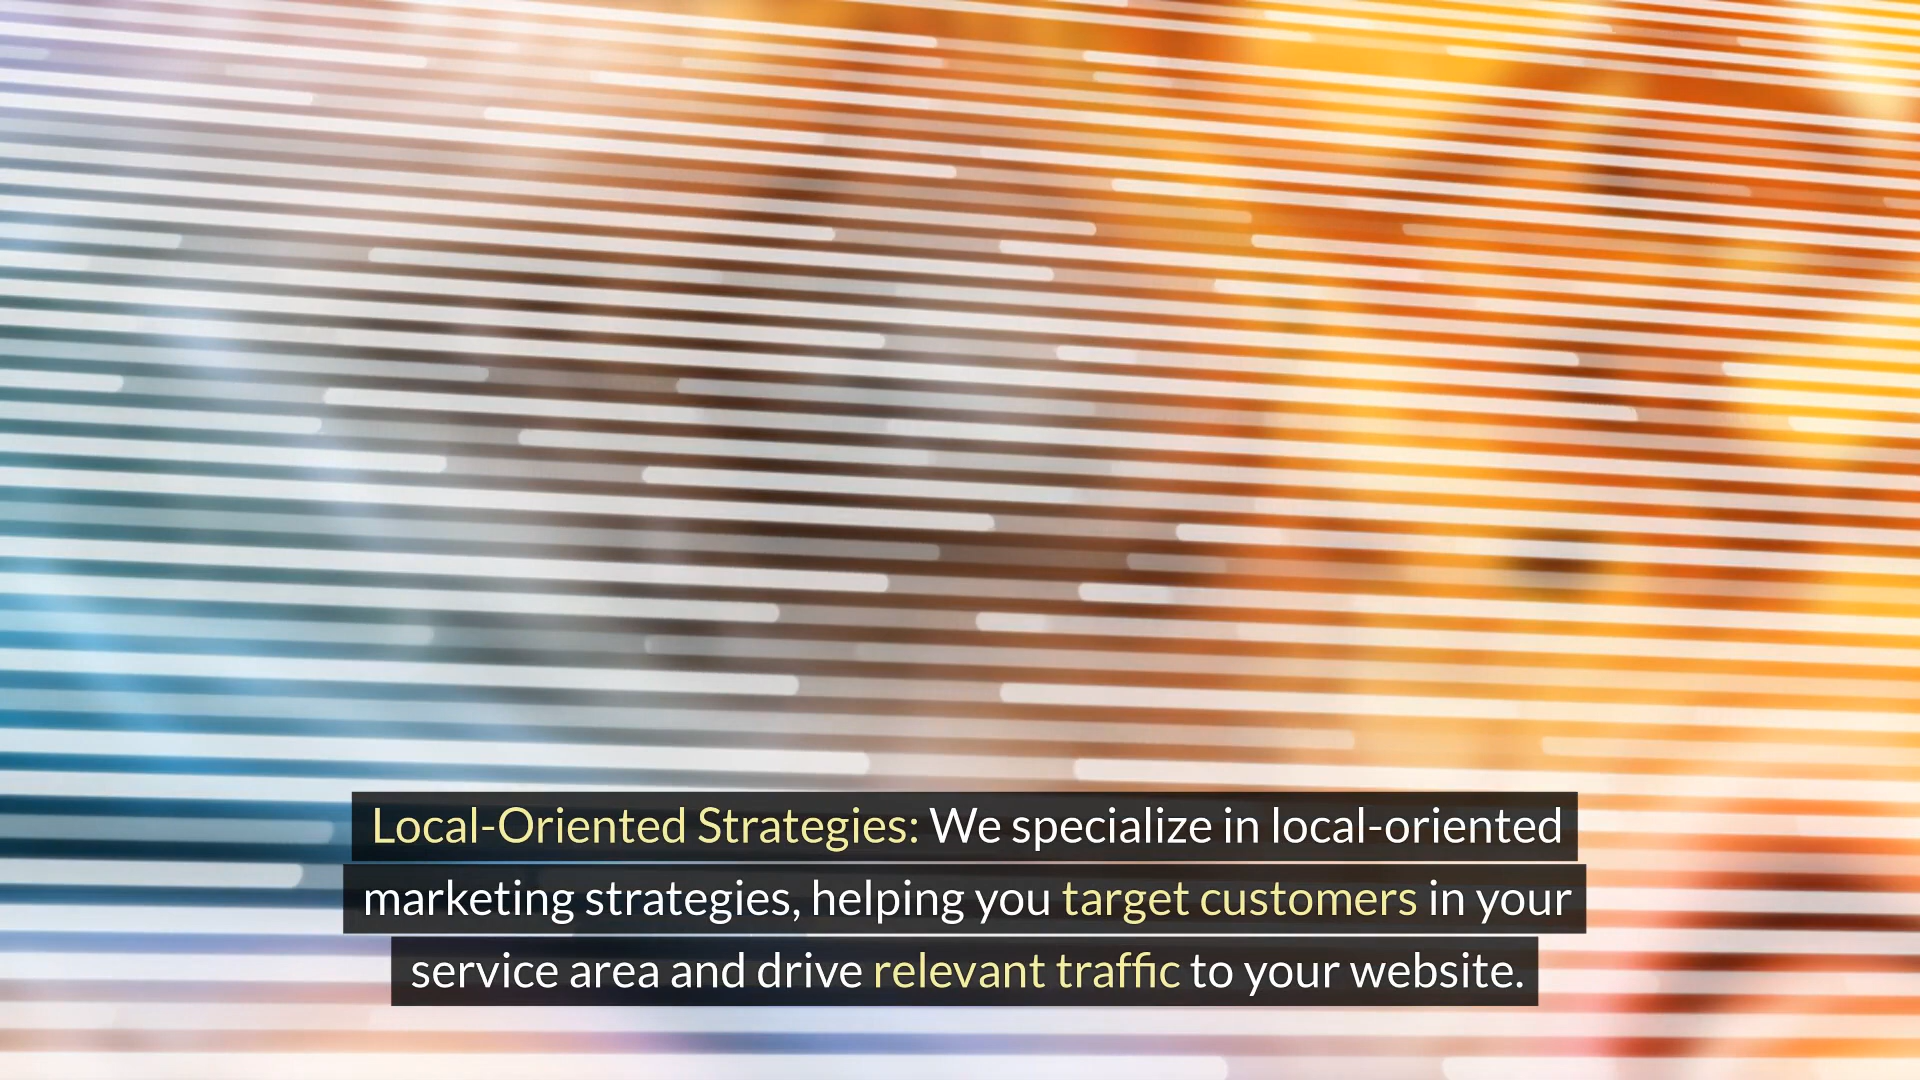 Local-Oriented Strategies: We specialize in local-oriented
marketing strategies, helping you target customers in your
service area and drive relevant traffic to your website.